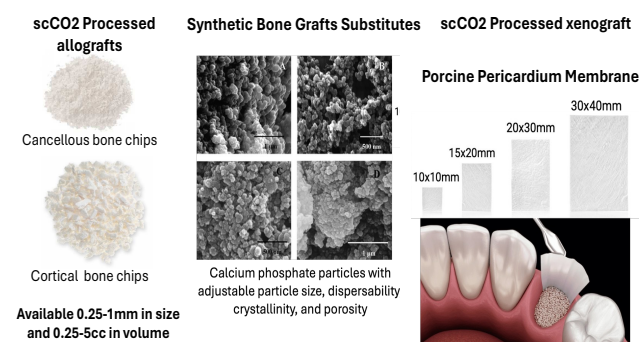 scCO2 Processed
allografts
Cancellous bone chips
Cortical bone chips
Available 0.25-1mm in size
and 0.25-5cc in volume
Synthetic Bone Grafts Substitutes
A
B
500 nm
D
1 µm
1
Calcium phosphate particles with
adjustable particle size, dispersability
crystallinity, and porosity
scCO2 Processed xenograft
Porcine Pericardium Membrane
10x10mm
15x20mm
20x30mm
30x40mm